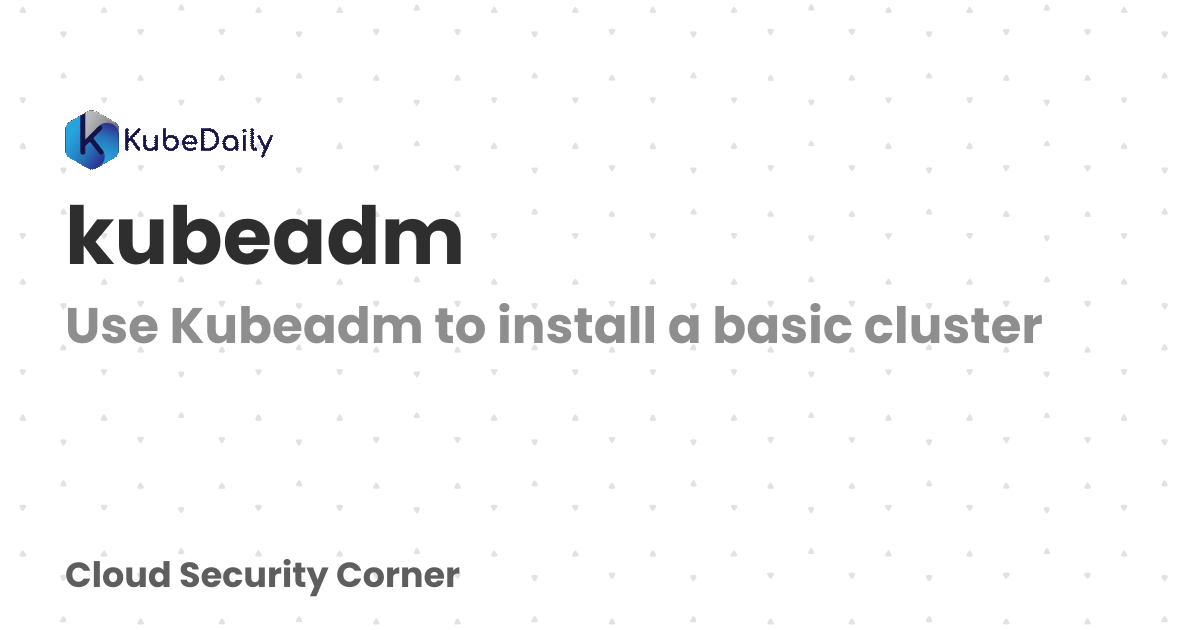 KubeDaily
kubeadm
Use Kubeadm to install a basic cluster
Cloud Security Corner